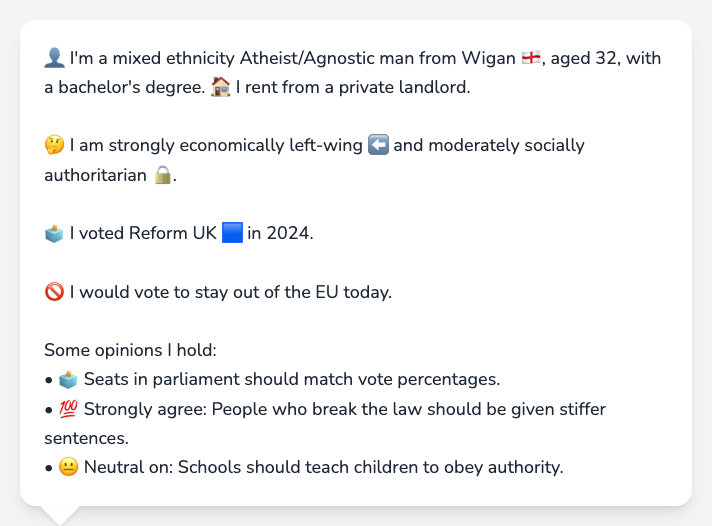 👤 I'm a mixed ethnicity Atheist/Agnostic man from Wigan 🏴󠁧󠁢󠁥󠁮󠁧󠁿, aged 32, with
a bachelor's degree. 🏠 I rent from a private landlord.
🤔 I am strongly economically left-wing ⬅️ and moderately socially
authoritarian 🔒.
🗳️ I voted Reform UK 🟦 in 2024.
🚫 I would vote to stay out of the EU today.
Some opinions I hold:
• 🗳️ Seats in parliament should match vote percentages.
• 💯 Strongly agree: People who break the law should be given stiffer
sentences.
• 😐 Neutral on: Schools should teach children to obey authority.